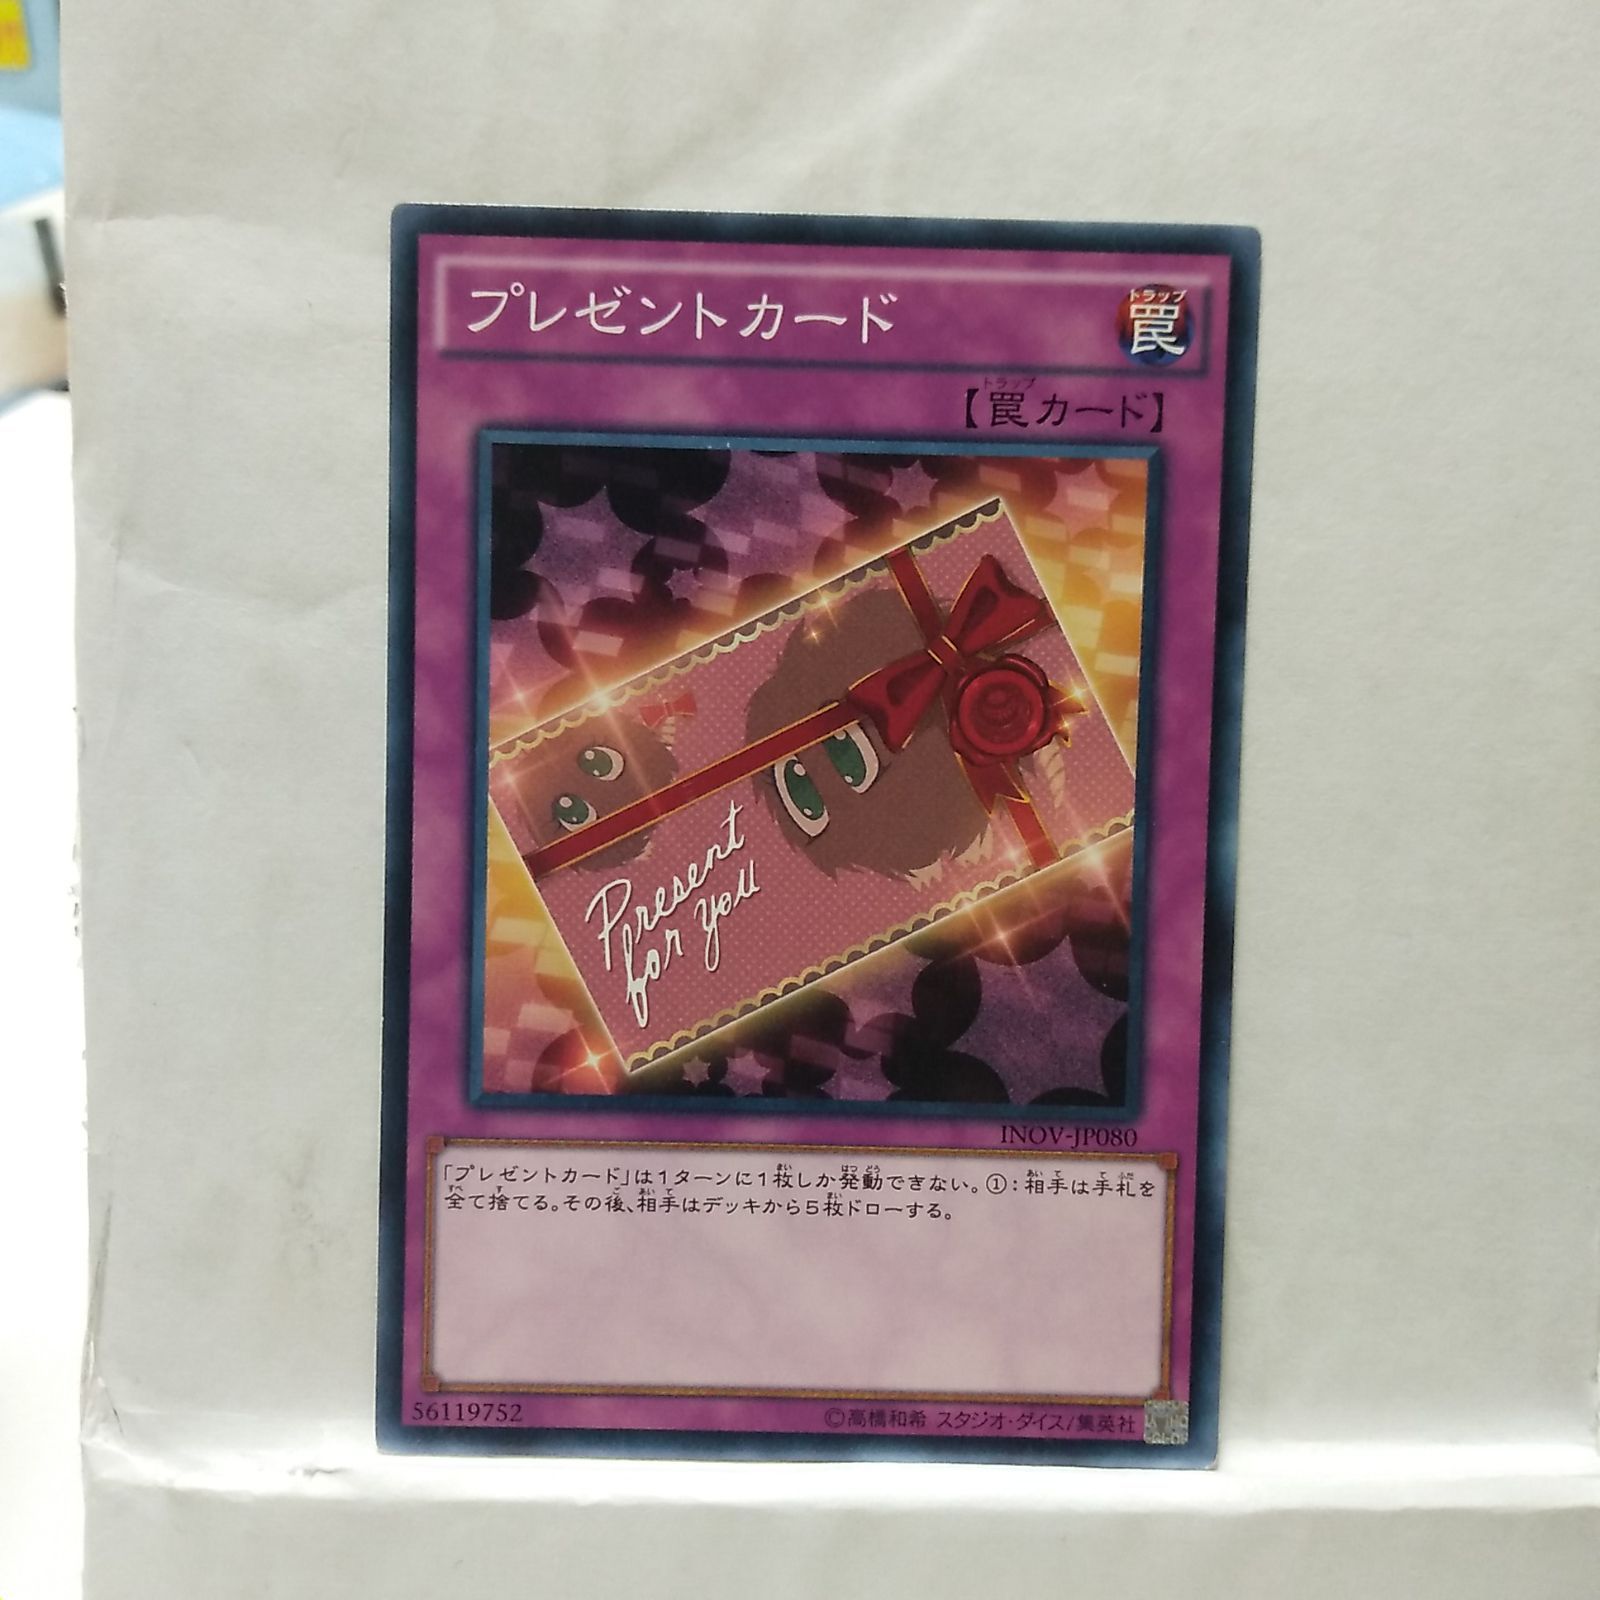 プレゼントカード
トラップ
罠
トラップ
【罠カード】
Present
for you
INOV-JP080
「プレゼントカード」は1ターンに1枚しか発動できない。①:相手は手札を
全て捨てる。その後、相手はデッキから5枚ドローする。
56119752
©高橋和希 スタジオ・ダイス/集英社